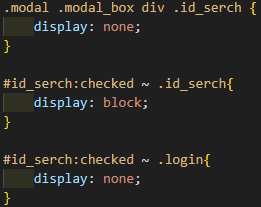 .modal .modal_box div .id_serch {
    display: none;
}

#id_serch:checked ~ .id_serch{
    display: block;
}

#id_serch:checked ~ .login{
    display: none;
}